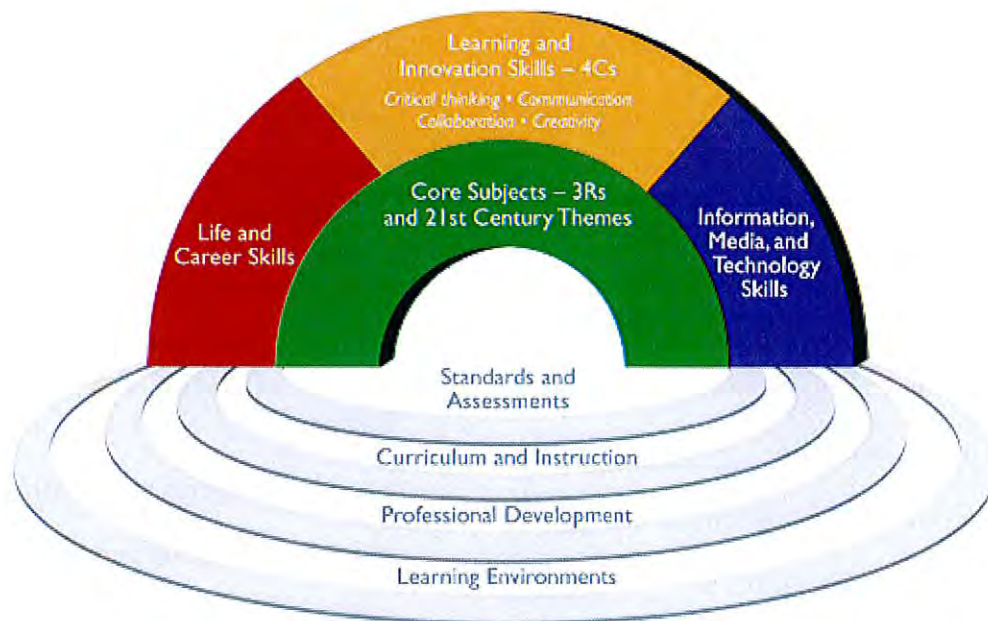 Learning and
Innovation Skills – 4Cs
Critical thinking • Communication
Collaboration • Creativity
Core Subjects – 3Rs
and 21st Century Themes
Life and
Career Skills
Information,
Media, and
Technology
Skills
Standards and
Assessments
Curriculum and Instruction
Professional Development
Learning Environments